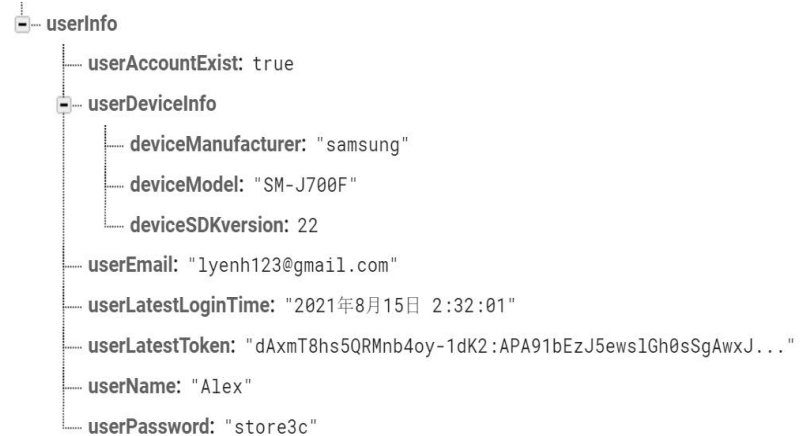 userInfo
userAccountExist: true
userDeviceInfo
deviceManufacturer: "samsung"
deviceModel: "SM-J700F"
deviceSDKversion: 22
userEmail: "lyenh123@gmail.com"
userLatestLoginTime: "2021年8月15日 2:32:01"
userLatestToken: "dAxmT8hs5QRMnb4oy-1dK2:APA91bEzJ5ewslGh0sSgAwxJ..."
userName: "Alex"
userPassword: "store3c"